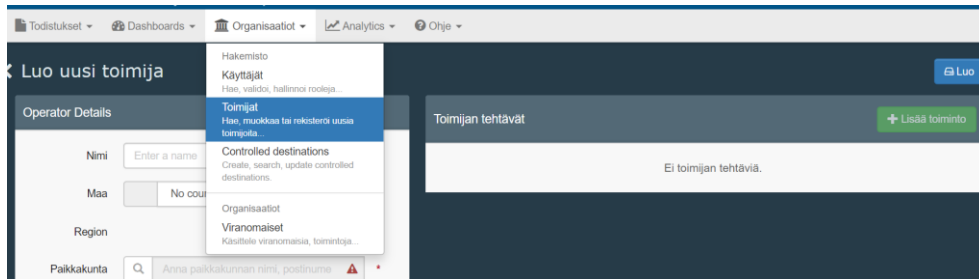 Todistukset Dashboards Organisaatiot Analytics Ohje
Hakemisto
Käyttäjät
Hae, validoi, hallinnoi rooleja...
Toimijat
Hae, muokkaa tai rekisteröi uusia
toimijoita...
Controlled destinations
Create, search, update controlled
destinations.
Organisaatiot
Viranomaiset
Käsittele viranomaisia, toimintoja...
Luo uusi toimija
Luo
Operator Details
Nimi Enter a name
Maa
Region
Paikkakunta Anna paikkakunnan nimi, postinume *
Toimijan tehtävät
+ Lisää toiminto
Ei toimijan tehtäviä.